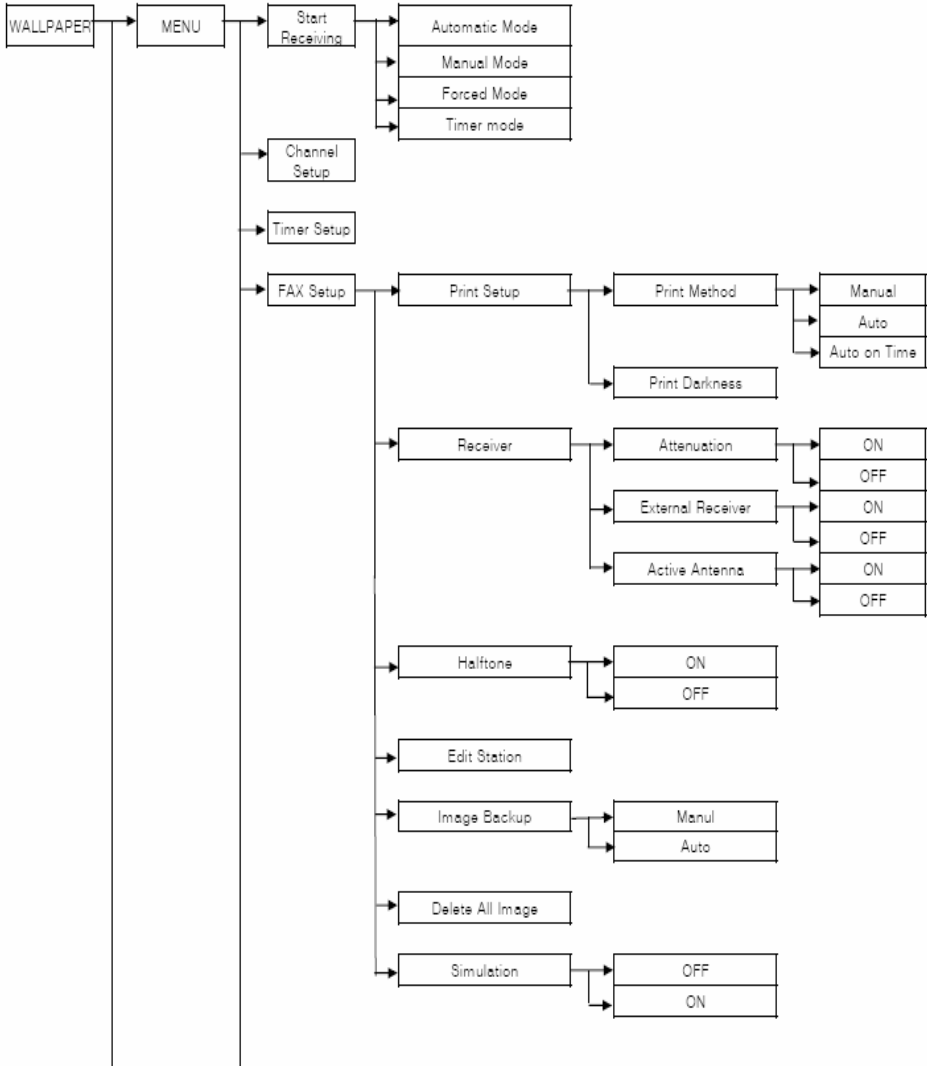 WALLPAPER
MENU
Start
Receiving
Automatic Mode
Manual Mode
Forced Mode
Timer mode
Channel
Setup
Timer Setup
FAX Setup
Print Setup
Print Method
Manual
Auto
Auto on Time
Print Darkness
Receiver
Attenuation
ON
OFF
External Receiver
ON
OFF
Active Antenna
ON
OFF
Halftone
ON
OFF
Edit Station
Image Backup
Manul
Auto
Delete All Image
Simulation
OFF
ON